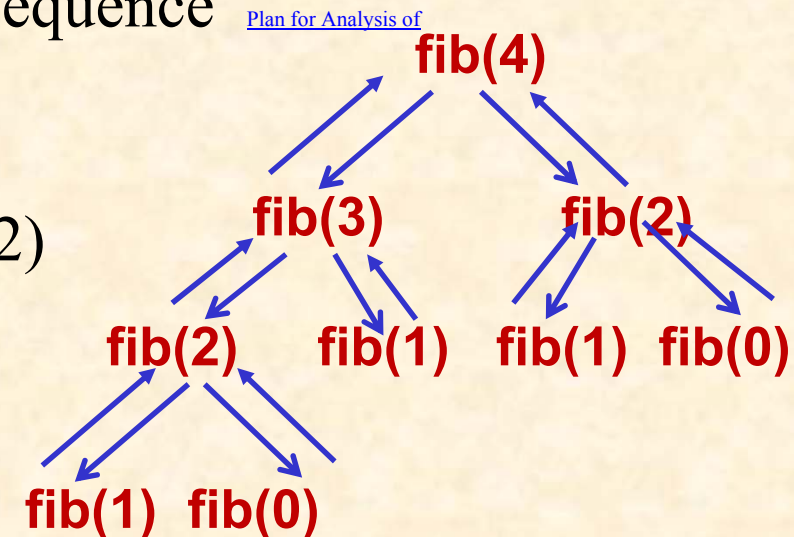 equence Plan for Analysis of
fib(4)
fib(3) fib(2)
2)
fib(2) fib(1) fib(1) fib(0)
fib(1) fib(0)